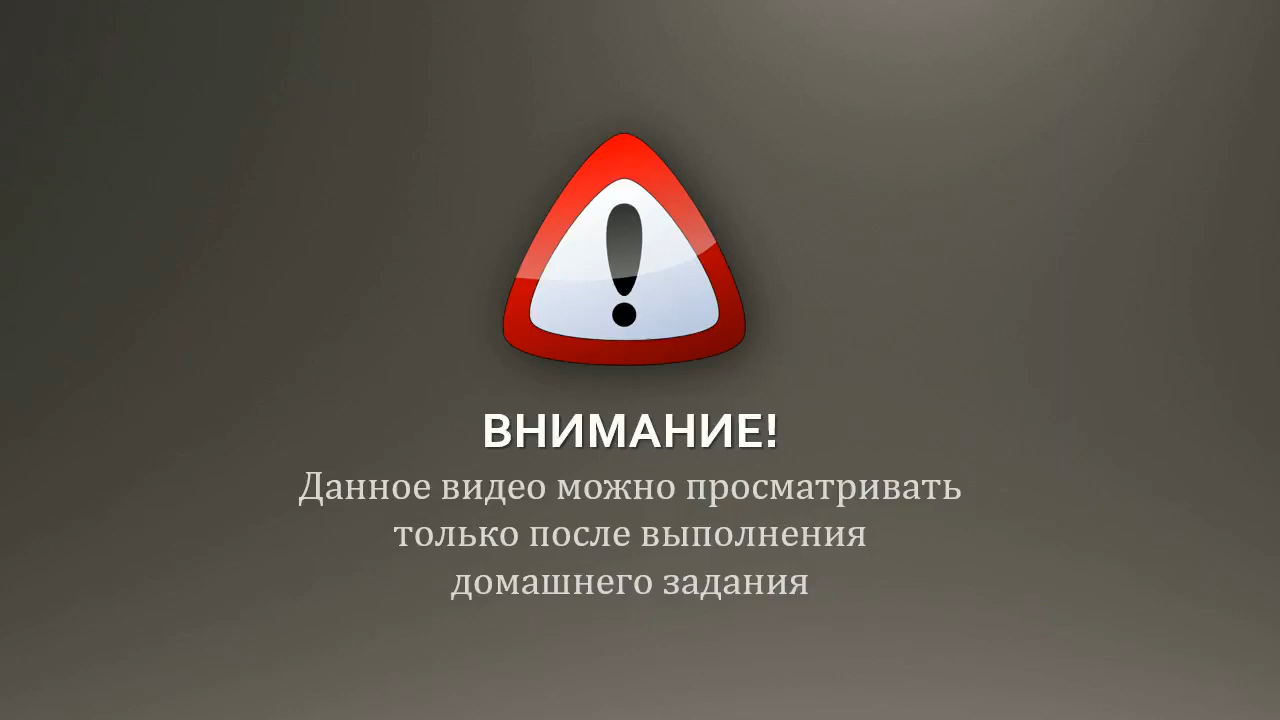 ВНИМАНИЕ!
Данное видео можно просматривать
только после выполнения
домашнего задания